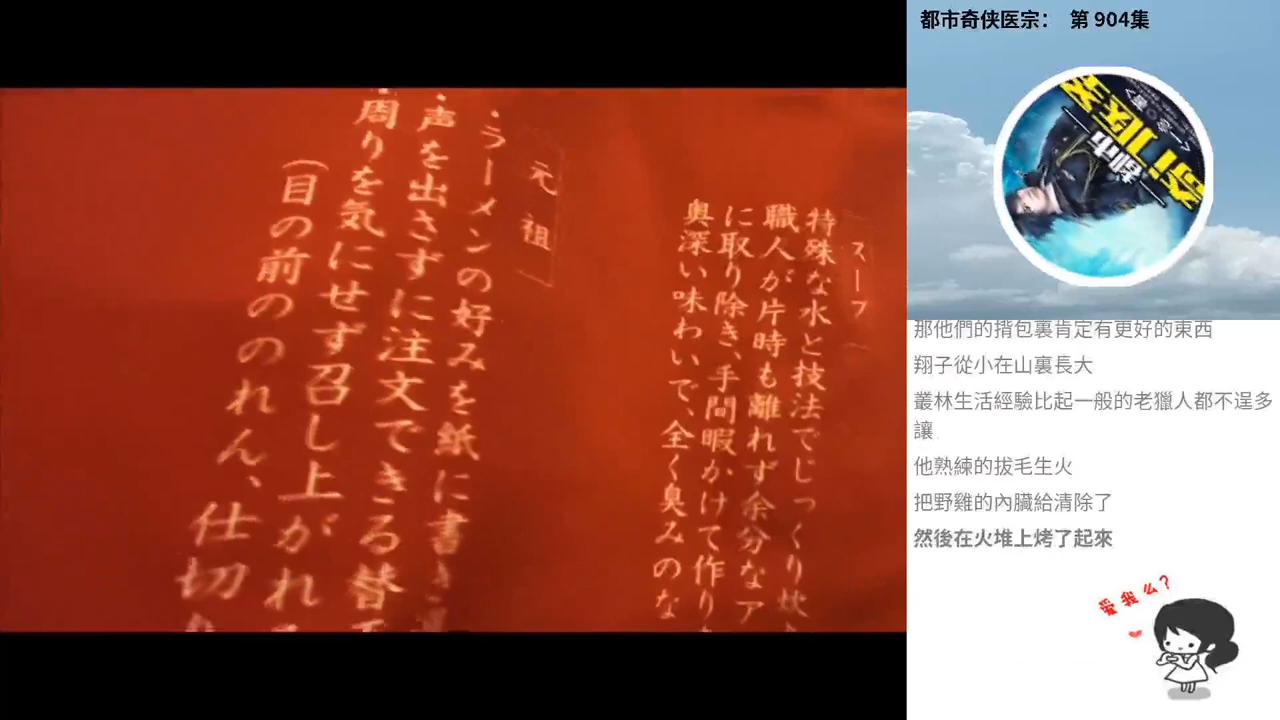 元祖
・ラーメンの好みを紙に書き
・声を出さずに注文できる替
・周りを気にせず召し上がれ
（目の前ののれん、仕切り
スープ
特殊な水と技法でじっくり炊
職人が片時も離れず余分なア
に取り除き、手間暇かけて作り
奥深い味わいで、全く臭みのな
都市奇侠医宗： 第 904集
都市
奇门医圣
那他們的揹包裏肯定有更好的東西
翔子從小在山裏長大
叢林生活經驗比起一般的老獵人都不逞多
讓
他熟練的拔毛生火
把野雞的內臟給清除了
然後在火堆上烤了起來
爱我么？